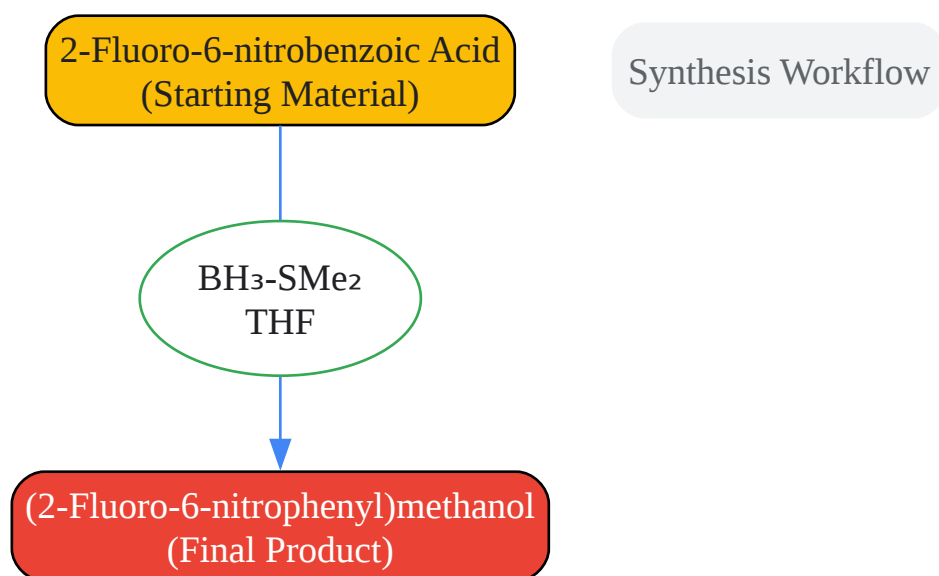 2-Fluoro-6-nitrobenzoic Acid
(Starting Material)
Synthesis Workflow
BH₃-SMe₂
THF
(2-Fluoro-6-nitrophenyl)methanol
(Final Product)